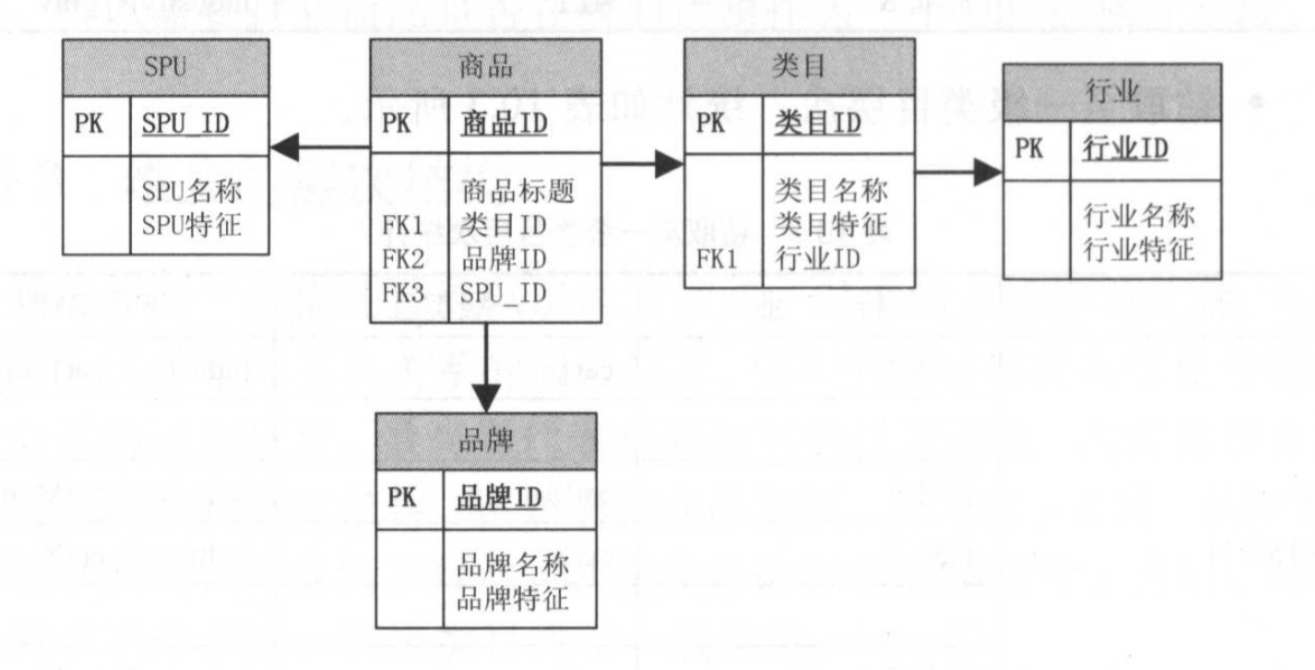 SPU
PK SPU_ID
SPU名称
SPU特征
商品
PK 商品ID
商品标题
FK1 类目ID
FK2 品牌ID
FK3 SPU_ID
类目
PK 类目ID
类目名称
类目特征
FK1 行业ID
行业
PK 行业ID
行业名称
行业特征
品牌
PK 品牌ID
品牌名称
品牌特征